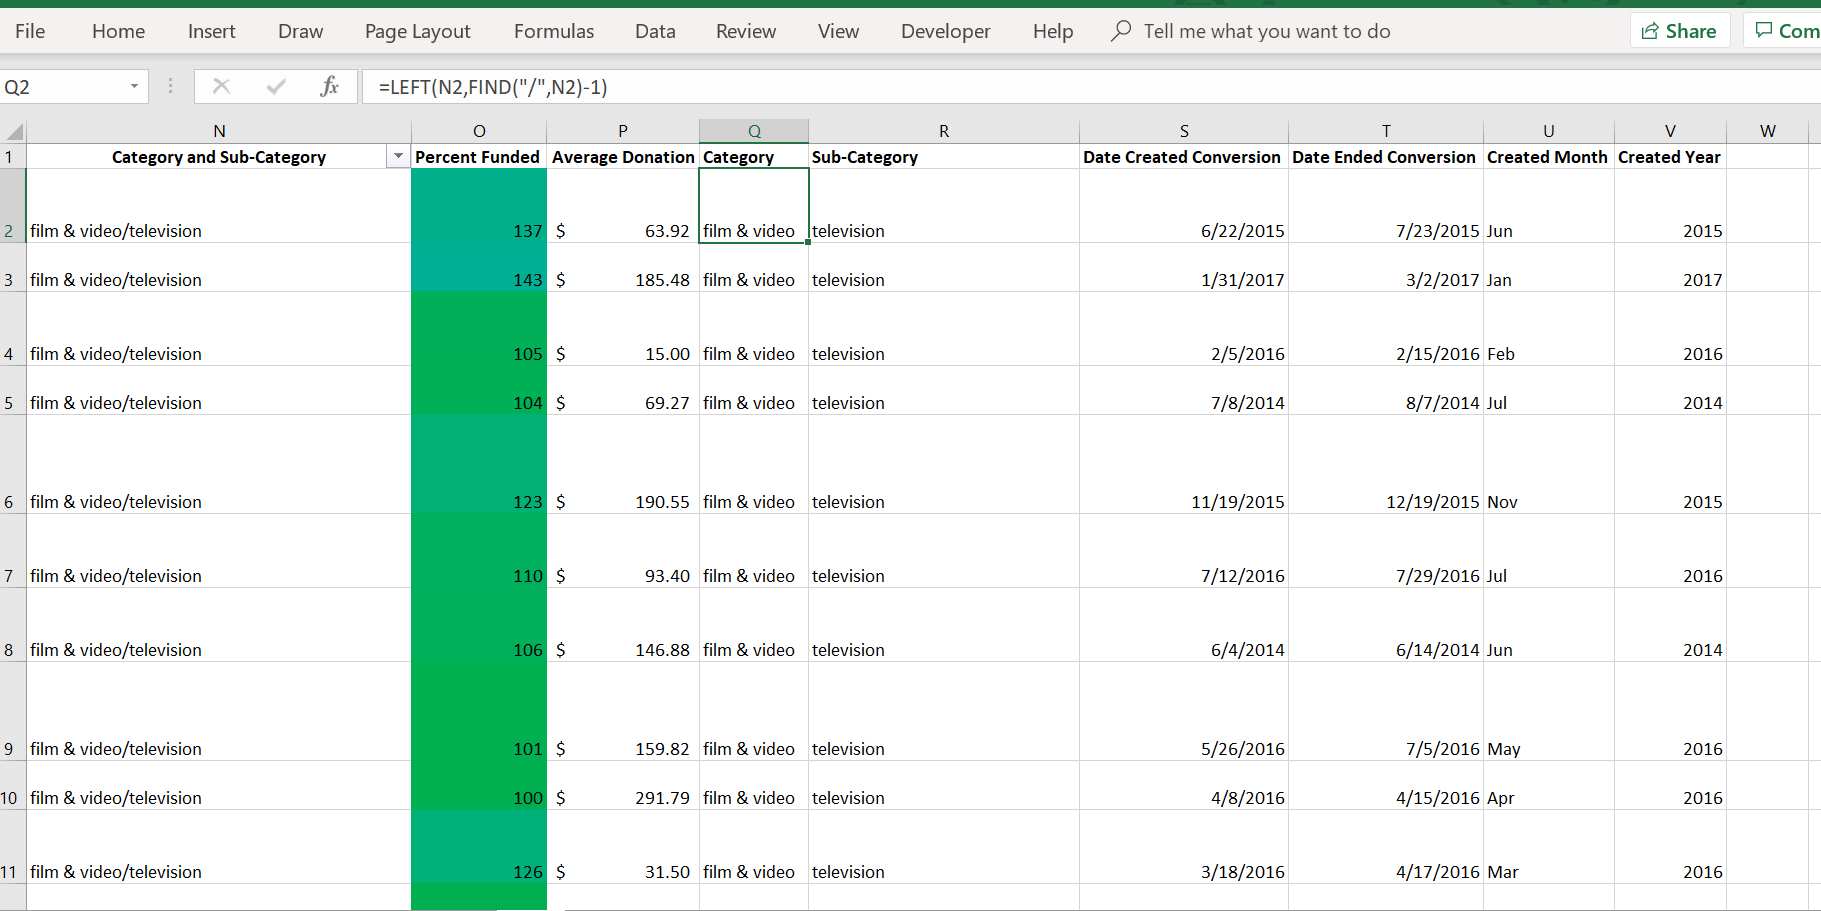 File Home Insert Draw Page Layout Formulas Data Review View Developer Help Tell me what you want to do Share Com
Q2 fx =LEFT(N2,FIND("/",N2)-1)
N O P Q R S T U V W
1 Category and Sub-Category Percent Funded Average Donation Category Sub-Category Date Created Conversion Date Ended Conversion Created Month Created Year
2 film & video/television 137 $ 63.92 film & video television 6/22/2015 7/23/2015 Jun 2015
3 film & video/television 143 $ 185.48 film & video television 1/31/2017 3/2/2017 Jan 2017
4 film & video/television 105 $ 15.00 film & video television 2/5/2016 2/15/2016 Feb 2016
5 film & video/television 104 $ 69.27 film & video television 7/8/2014 8/7/2014 Jul 2014
6 film & video/television 123 $ 190.55 film & video television 11/19/2015 12/19/2015 Nov 2015
7 film & video/television 110 $ 93.40 film & video television 7/12/2016 7/29/2016 Jul 2016
8 film & video/television 106 $ 146.88 film & video television 6/4/2014 6/14/2014 Jun 2014
9 film & video/television 101 $ 159.82 film & video television 5/26/2016 7/5/2016 May 2016
10 film & video/television 100 $ 291.79 film & video television 4/8/2016 4/15/2016 Apr 2016
11 film & video/television 126 $ 31.50 film & video television 3/18/2016 4/17/2016 Mar 2016